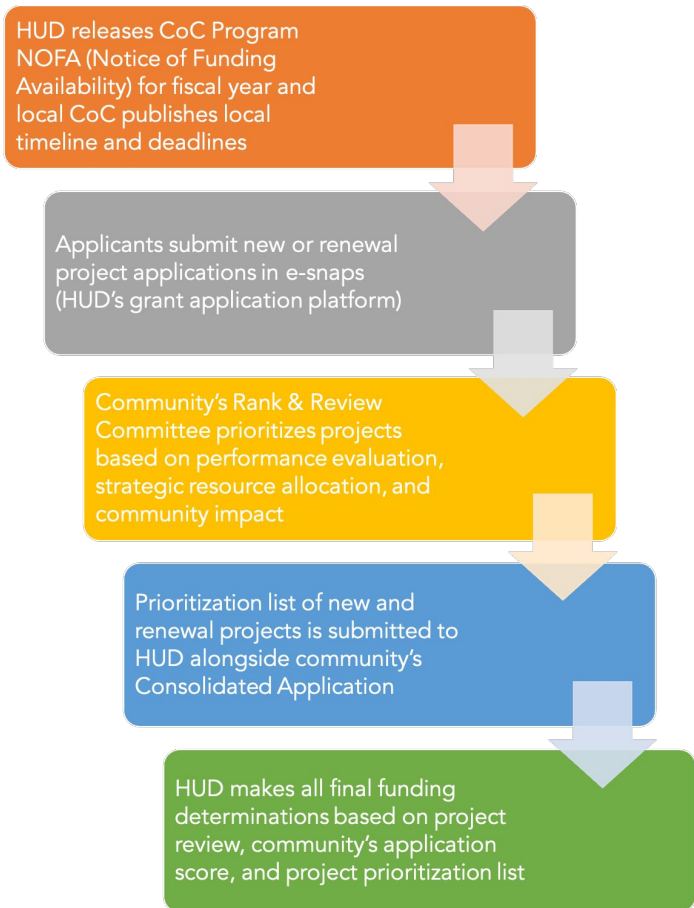 HUD releases CoC Program
NOFA (Notice of Funding
Availability) for fiscal year and
local CoC publishes local
timeline and deadlines
Applicants submit new or renewal
project applications in e-snaps
(HUD’s grant application platform)
Community’s Rank & Review
Committee prioritizes projects
based on performance evaluation,
strategic resource allocation, and
community impact
Prioritization list of new and
renewal projects is submitted to
HUD alongside community’s
Consolidated Application
HUD makes all final funding
determinations based on project
review, community’s application
score, and project prioritization list